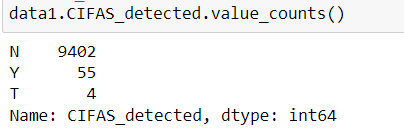 data1.CIFAS_detected.value_counts()
N    9402
Y      55
T       4
Name: CIFAS_detected, dtype: int64